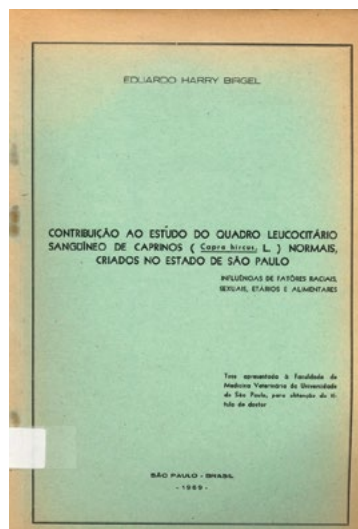 EDUARDO HARRY BIRGEL
CONTRIBUIÇÃO AO ESTUDO DO QUADRO LEUCOCITÁRIO
SANGÜÍNEO DE CAPRINOS ( Capra hircus, L. ) NORMAIS,
CRIADOS NO ESTADO DE SÃO PAULO
INFLUÊNCIAS DE FATÔRES RACIAIS,
SEXUAIS, ETÁRIOS E ALIMENTARES
Tese apresentada à Faculdade de
Medicina Veterinária da Universidade
de São Paulo, para obtenção do tí-
tulo de doutor
SÃO PAULO - BRASIL
- 1969 -